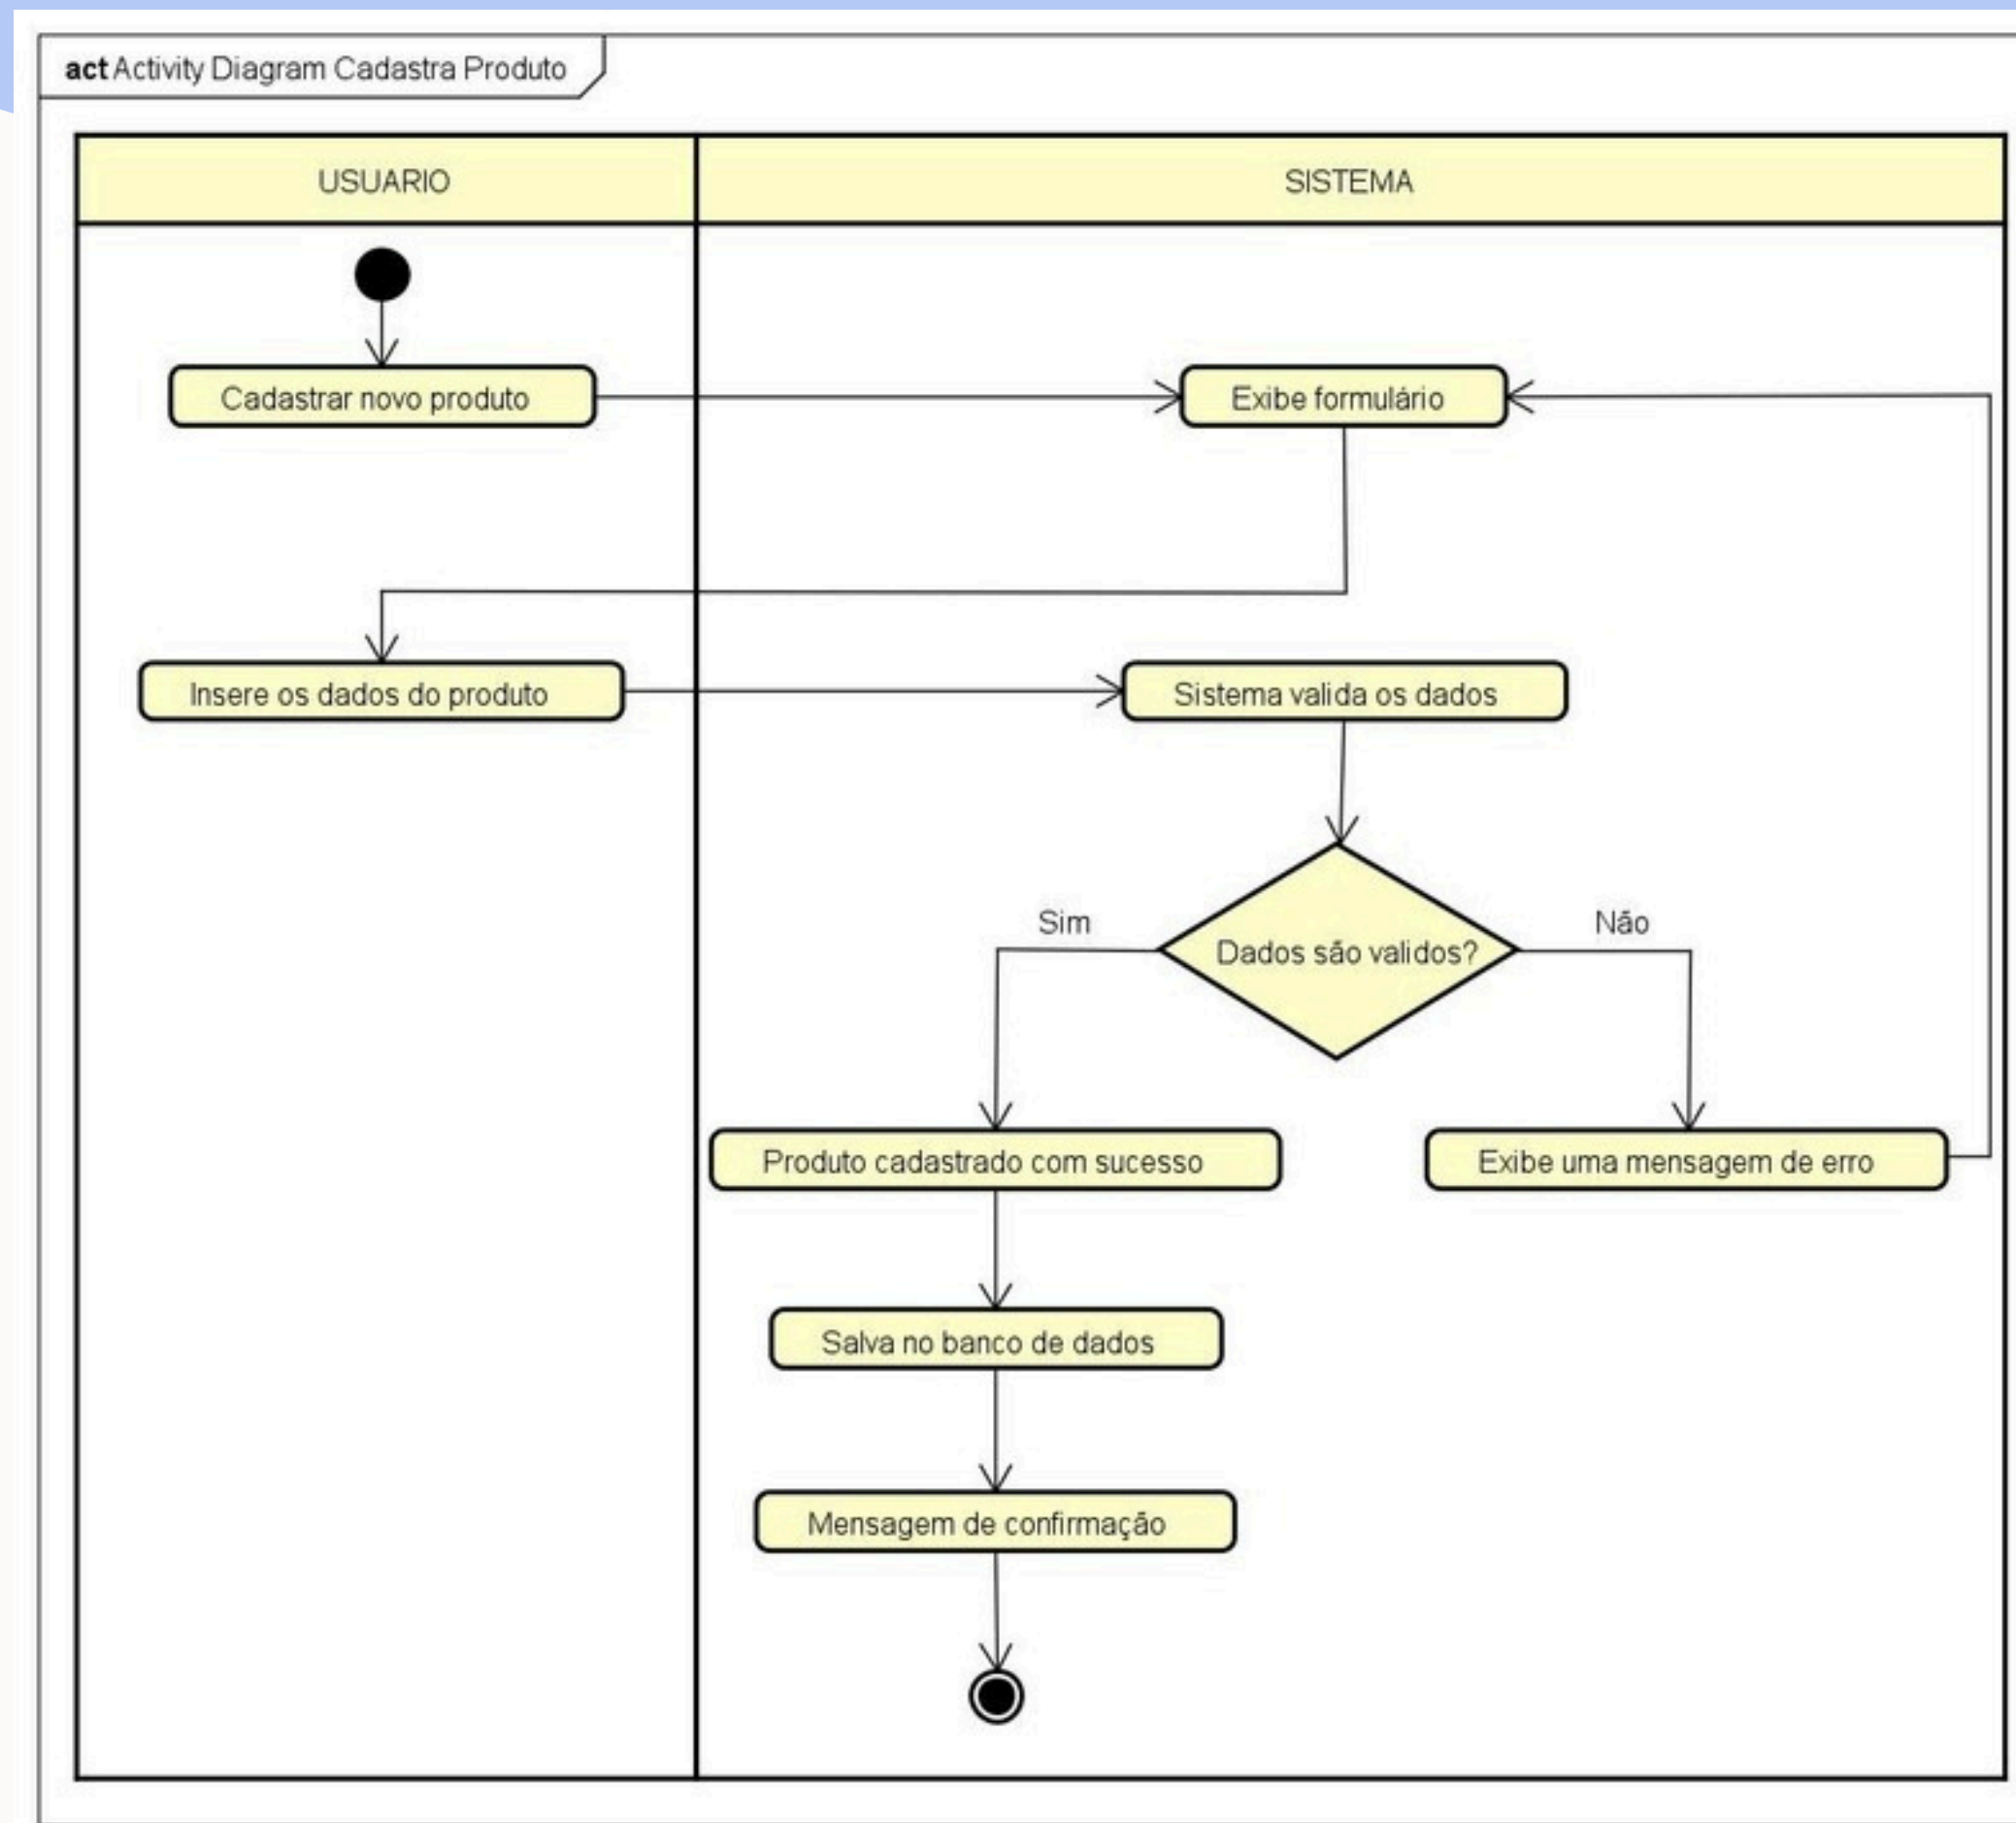 act Activity Diagram Cadastra Produto
USUARIO
SISTEMA
Cadastrar novo produto
Exibe formulário
Insere os dados do produto
Sistema valida os dados
Sim
Dados são validos?
Não
Produto cadastrado com sucesso
Exibe uma mensagem de erro
Salva no banco de dados
Mensagem de confirmação